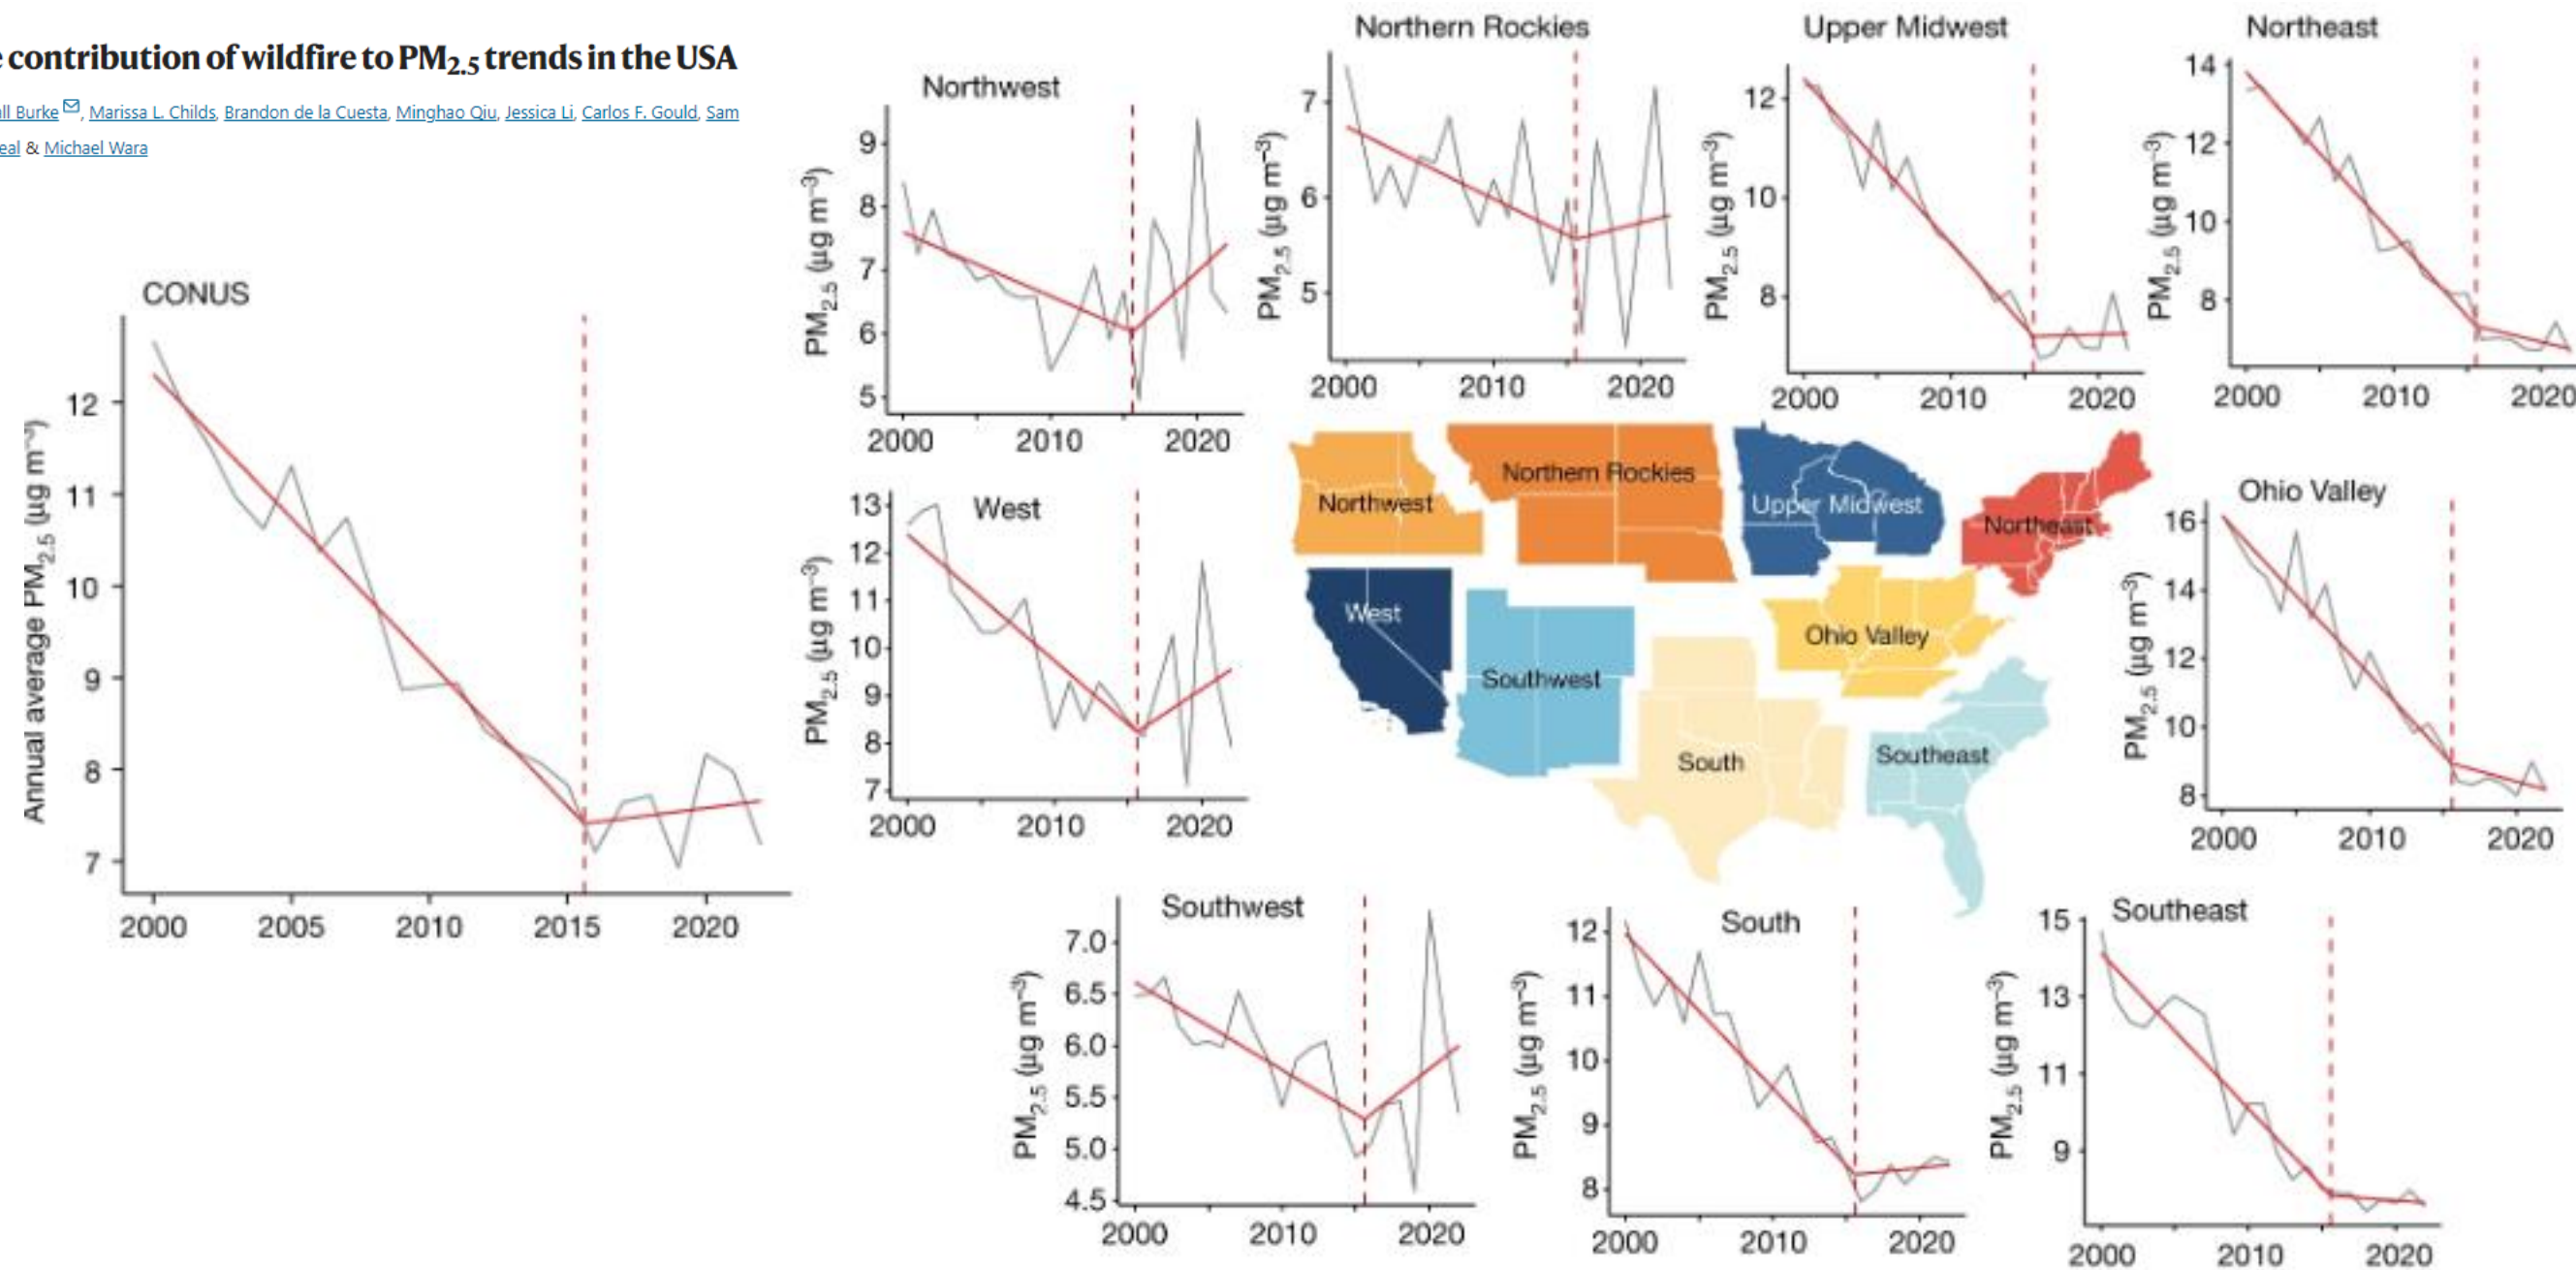 contribution of wildfire to PM2.5 trends in the USA
Burke, Marissa L. Childs, Brandon de la Cuesta, Minghao Qiu, Jessica Li, Carlos F. Gould, Sam
& Michael Wara
CONUS
Annual average PM2.5 (µg m⁻³)
12
11
10
9
8
7
2000 2005 2010 2015 2020
Northwest
PM2.5 (µg m⁻³)
9
8
7
6
5
2000 2010 2020
Northern Rockies
PM2.5 (µg m⁻³)
7
6
5
2000 2010 2020
Upper Midwest
PM2.5 (µg m⁻³)
12
10
8
2000 2010 2020
Northeast
PM2.5 (µg m⁻³)
14
12
10
8
2000 2010 2020
West
PM2.5 (µg m⁻³)
13
12
11
10
9
8
7
2000 2010 2020
Northwest
Northern Rockies
Upper Midwest
Northeast
West
Southwest
Ohio Valley
South
Southeast
Ohio Valley
PM2.5 (µg m⁻³)
16
14
12
10
8
2000 2010 2020
Southwest
PM2.5 (µg m⁻³)
7.0
6.5
6.0
5.5
5.0
4.5
2000 2010 2020
South
PM2.5 (µg m⁻³)
12
11
10
9
8
2000 2010 2020
Southeast
PM2.5 (µg m⁻³)
15
13
11
9
2000 2010 2020